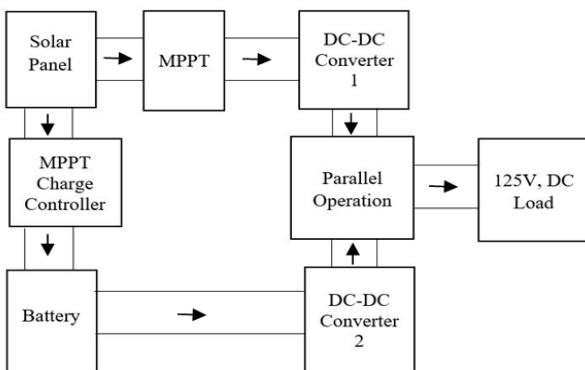 Solar
Panel
MPPT
DC-DC
Converter
1
MPPT
Charge
Controller
Parallel
Operation
125V, DC
Load
Battery
DC-DC
Converter
2